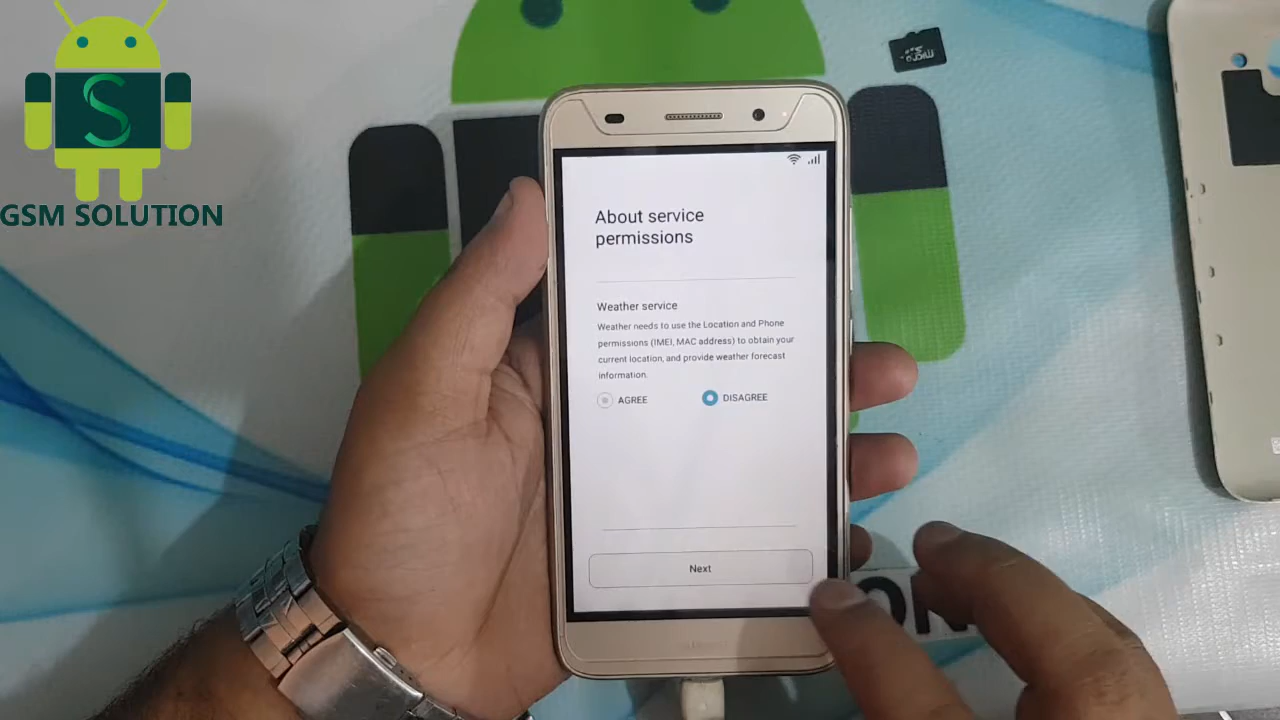 GSM SOLUTION
About service
permissions
Weather service
Weather needs to use the Location and Phone
permissions (IMEI, MAC address) to obtain your
current location, and provide weather forecast
information.
AGREE
DISAGREE
Next